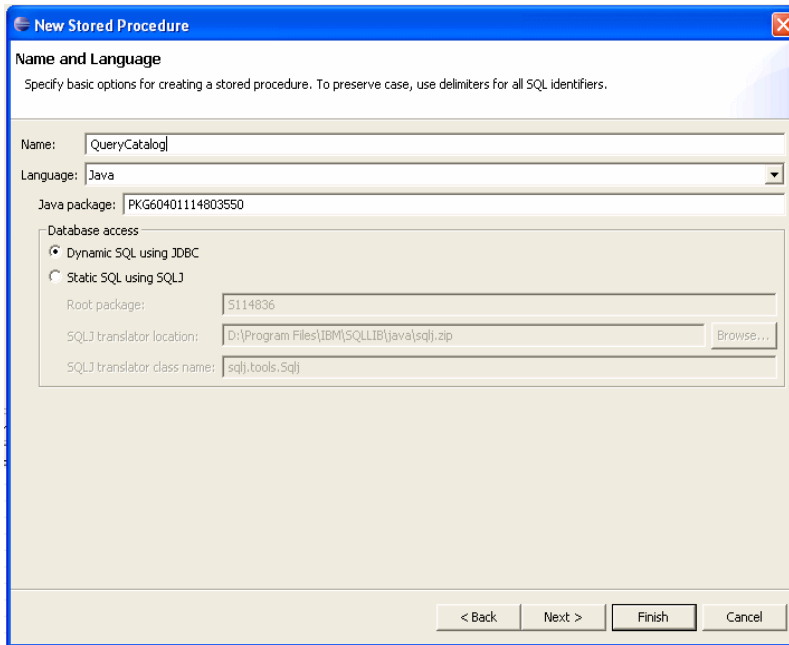 New Stored Procedure
Name and Language
Specify basic options for creating a stored procedure. To preserve case, use delimiters for all SQL identifiers.
Name: QueryCatalog
Language: Java
Java package: PKG60401114803550
Database access
Dynamic SQL using JDBC
Static SQL using SQLJ
Root package: S114836
SQLJ translator location: D:\Program Files\IBM\SQLLIB\java\sqlj.zip Browse...
SQLJ translator class name: sqlj.tools.Sqlj
< Back Next > Finish Cancel